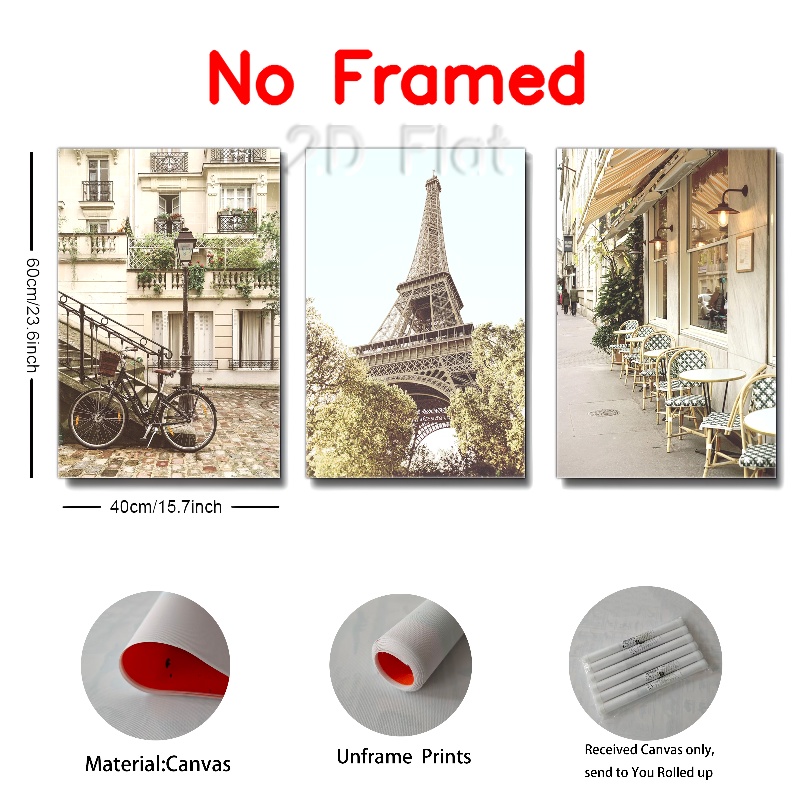 No Framed
2D Flat
60cm/23.6inch
40cm/15.7inch
Material:Canvas
Unframe Prints
Received Canvas only,
send to You Rolled up